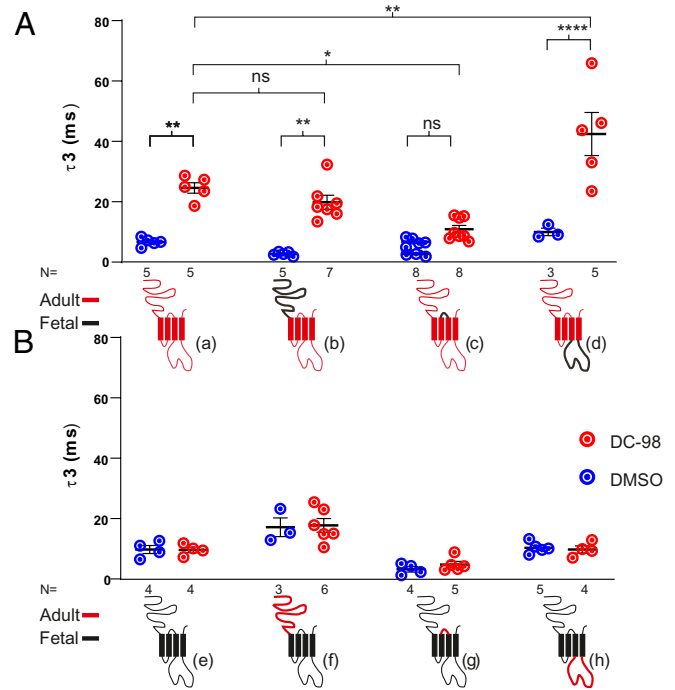 A
**
****
*
ns
**
**
ns
τ3 (ms)
80
60
40
20
0
N= 5 5 5 7 8 8 3 5
Adult
Fetal
(a) (b) (c) (d)
B
τ3 (ms)
80
60
40
20
0
DC-98
DMSO
N= 4 4 3 6 4 5 5 4
Adult
Fetal
(e) (f) (g) (h)